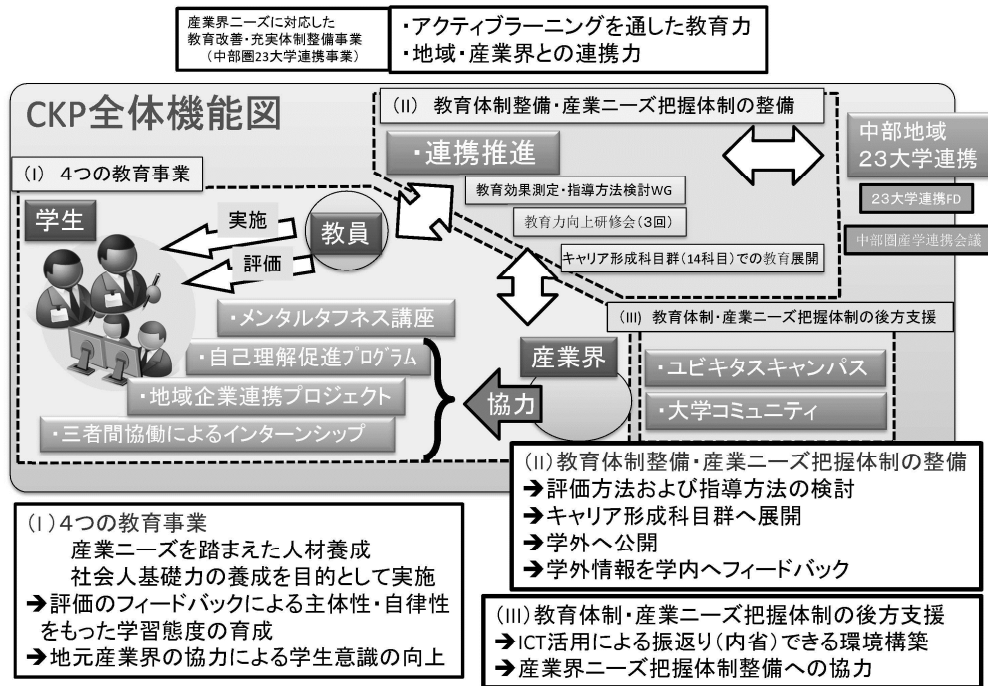 産業界ニーズに対応した
教育改善・充実体制整備事業
（中部圏23大学連携事業）
・アクティブラーニングを通した教育力
・地域・産業界との連携力
CKP全体機能図
(Ⅱ) 教育体制整備・産業ニーズ把握体制の整備
・連携推進
教育効果測定・指導方法検討WG
教育力向上研修会(3回)
キャリア形成科目群(14科目)での教育展開
中部地域
23大学連携
23大学連携FD
中部圏産学連携会議
(Ⅰ) 4つの教育事業
学生
実施
評価
教員
・メンタルタフネス講座
・自己理解促進プログラム
・地域企業連携プロジェクト
・三者間協働によるインターンシップ
協力
産業界
(Ⅲ) 教育体制・産業ニーズ把握体制の後方支援
・ユビキタスキャンパス
・大学コミュニティ
(Ⅰ)4つの教育事業
産業ニーズを踏まえた人材養成
社会人基礎力の養成を目的として実施
➔評価のフィードバックによる主体性・自律性
をもった学習態度の育成
➔地元産業界の協力による学生意識の向上
(Ⅱ)教育体制整備・産業ニーズ把握体制の整備
➔評価方法および指導方法の検討
➔キャリア形成科目群へ展開
➔学外へ公開
➔学外情報を学内へフィードバック
(Ⅲ)教育体制・産業ニーズ把握体制の後方支援
➔ICT活用による振返り(内省)できる環境構築
➔産業界ニーズ把握体制整備への協力